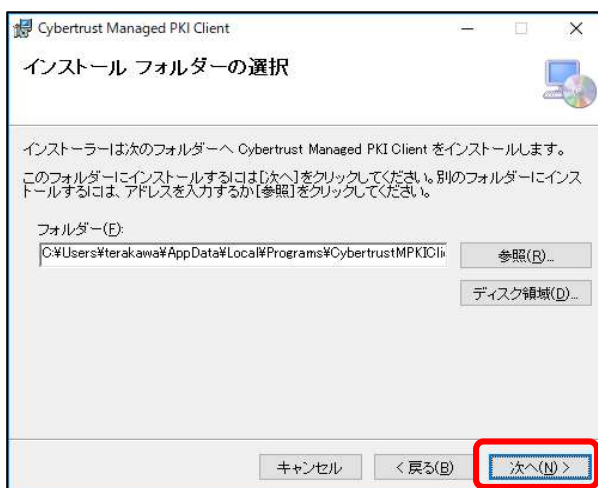 Cybertrust Managed PKI Client
インストール フォルダーの選択
インストーラーは次のフォルダーへ Cybertrust Managed PKI Client をインストールします。
このフォルダーにインストールするには[次へ]をクリックしてください。別のフォルダーにインス
トールするには、アドレスを入力するか[参照]をクリックしてください。
フォルダー(F):
C:¥Users¥terakawa¥AppData¥Local¥Programs¥CybertrustMPKICli
参照(R)...
ディスク領域(D)...
キャンセル
< 戻る(B)
次へ(N) >